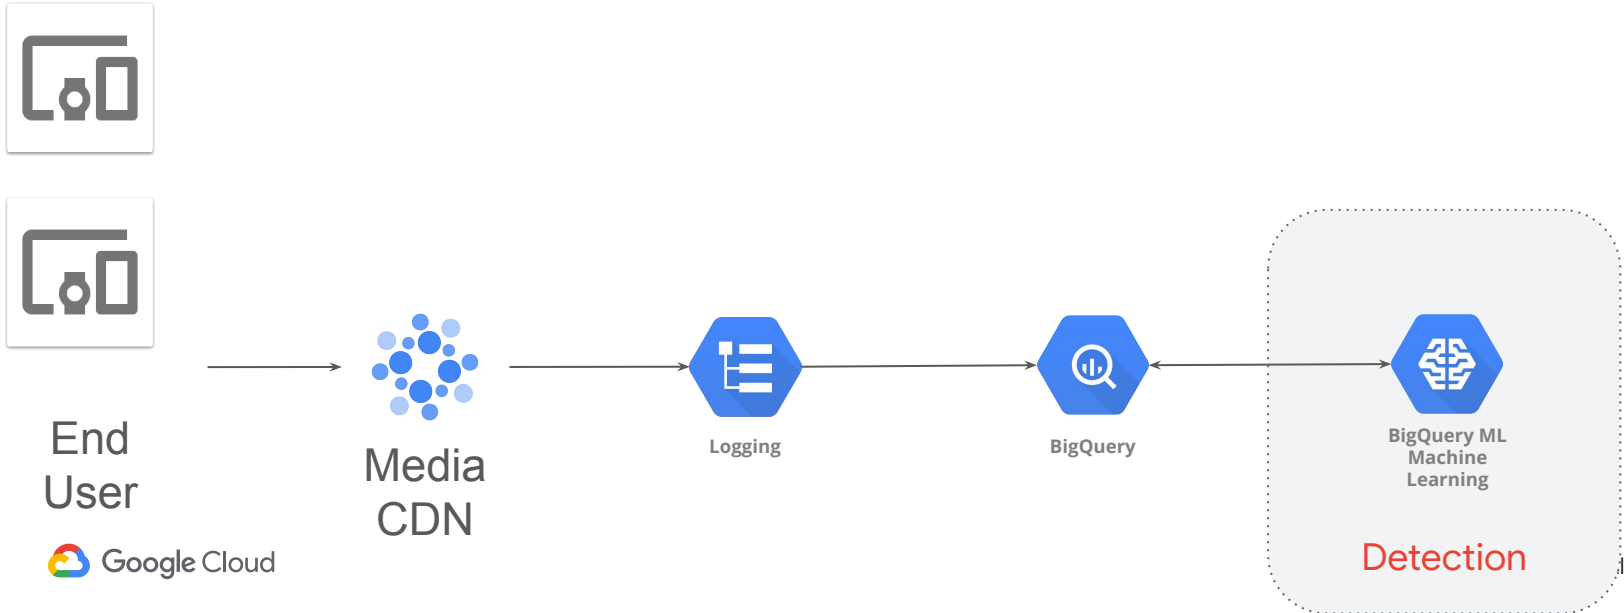 End
User
Media
CDN
Logging
BigQuery
BigQuery ML
Machine
Learning
Google Cloud
Detection